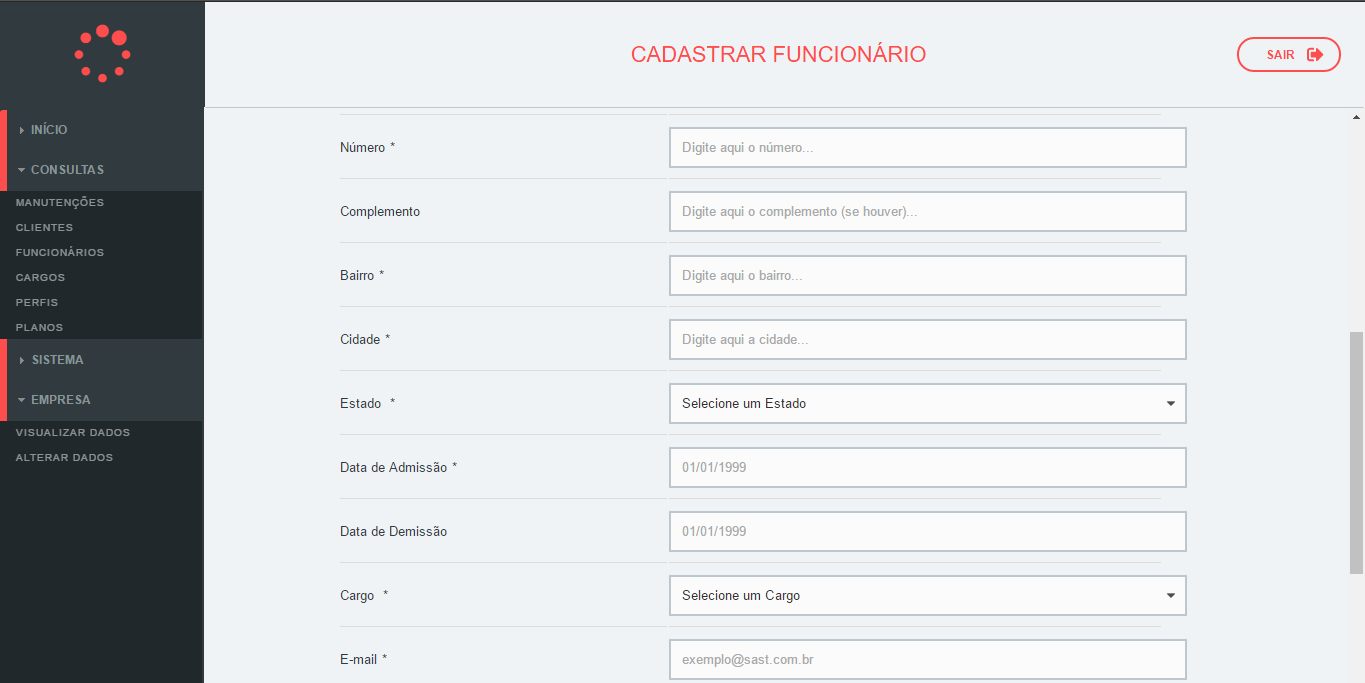 CADASTRAR FUNCIONÁRIO
SAIR
INÍCIO
CONSULTAS
MANUTENÇÕES
CLIENTES
FUNCIONÁRIOS
CARGOS
PERFIS
PLANOS
SISTEMA
EMPRESA
VISUALIZAR DADOS
ALTERAR DADOS
Número * Digite aqui o número...
Complemento Digite aqui o complemento (se houver)...
Bairro * Digite aqui o bairro...
Cidade * Digite aqui a cidade...
Estado * Selecione um Estado
Data de Admissão * 01/01/1999
Data de Demissão 01/01/1999
Cargo * Selecione um Cargo
E-mail * exemplo@sast.com.br